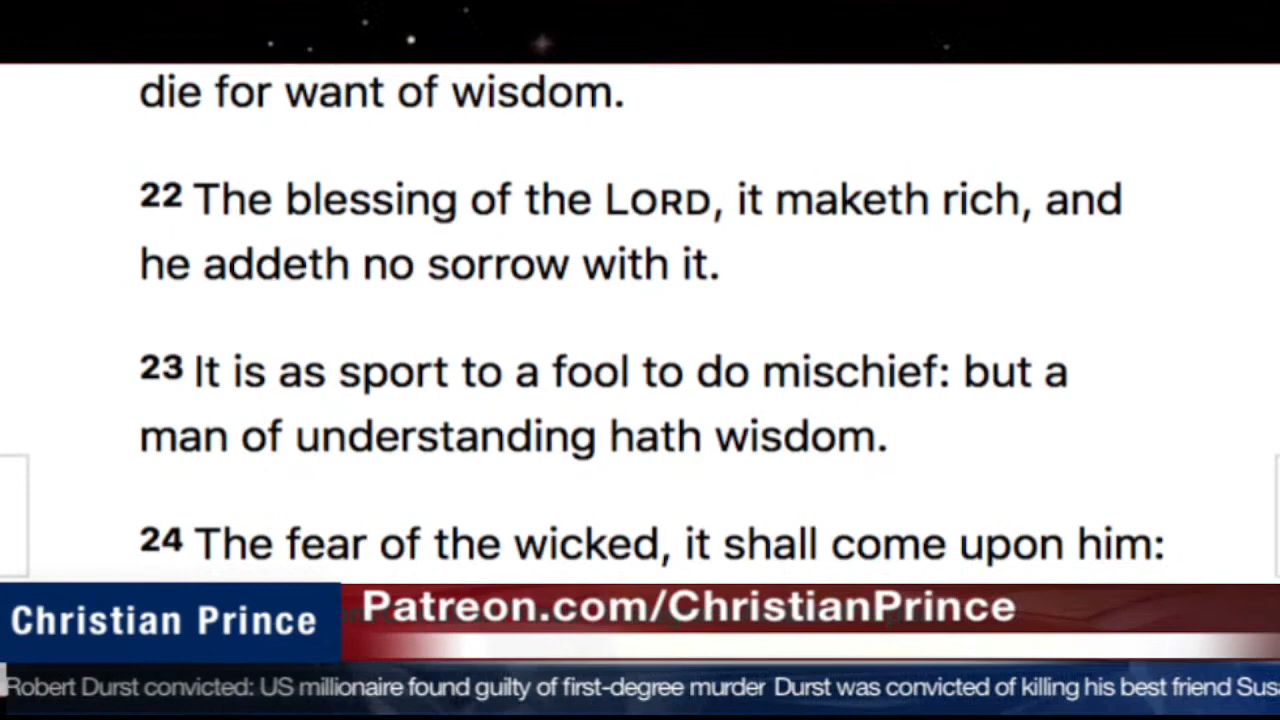 die for want of wisdom.
22 The blessing of the LORD, it maketh rich, and
he addeth no sorrow with it.
23 It is as sport to a fool to do mischief: but a
man of understanding hath wisdom.
24 The fear of the wicked, it shall come upon him:
Christian Prince
Patreon.com/ChristianPrince
Robert Durst convicted: US millionaire found guilty of first-degree murder Durst was convicted of killing his best friend Sus